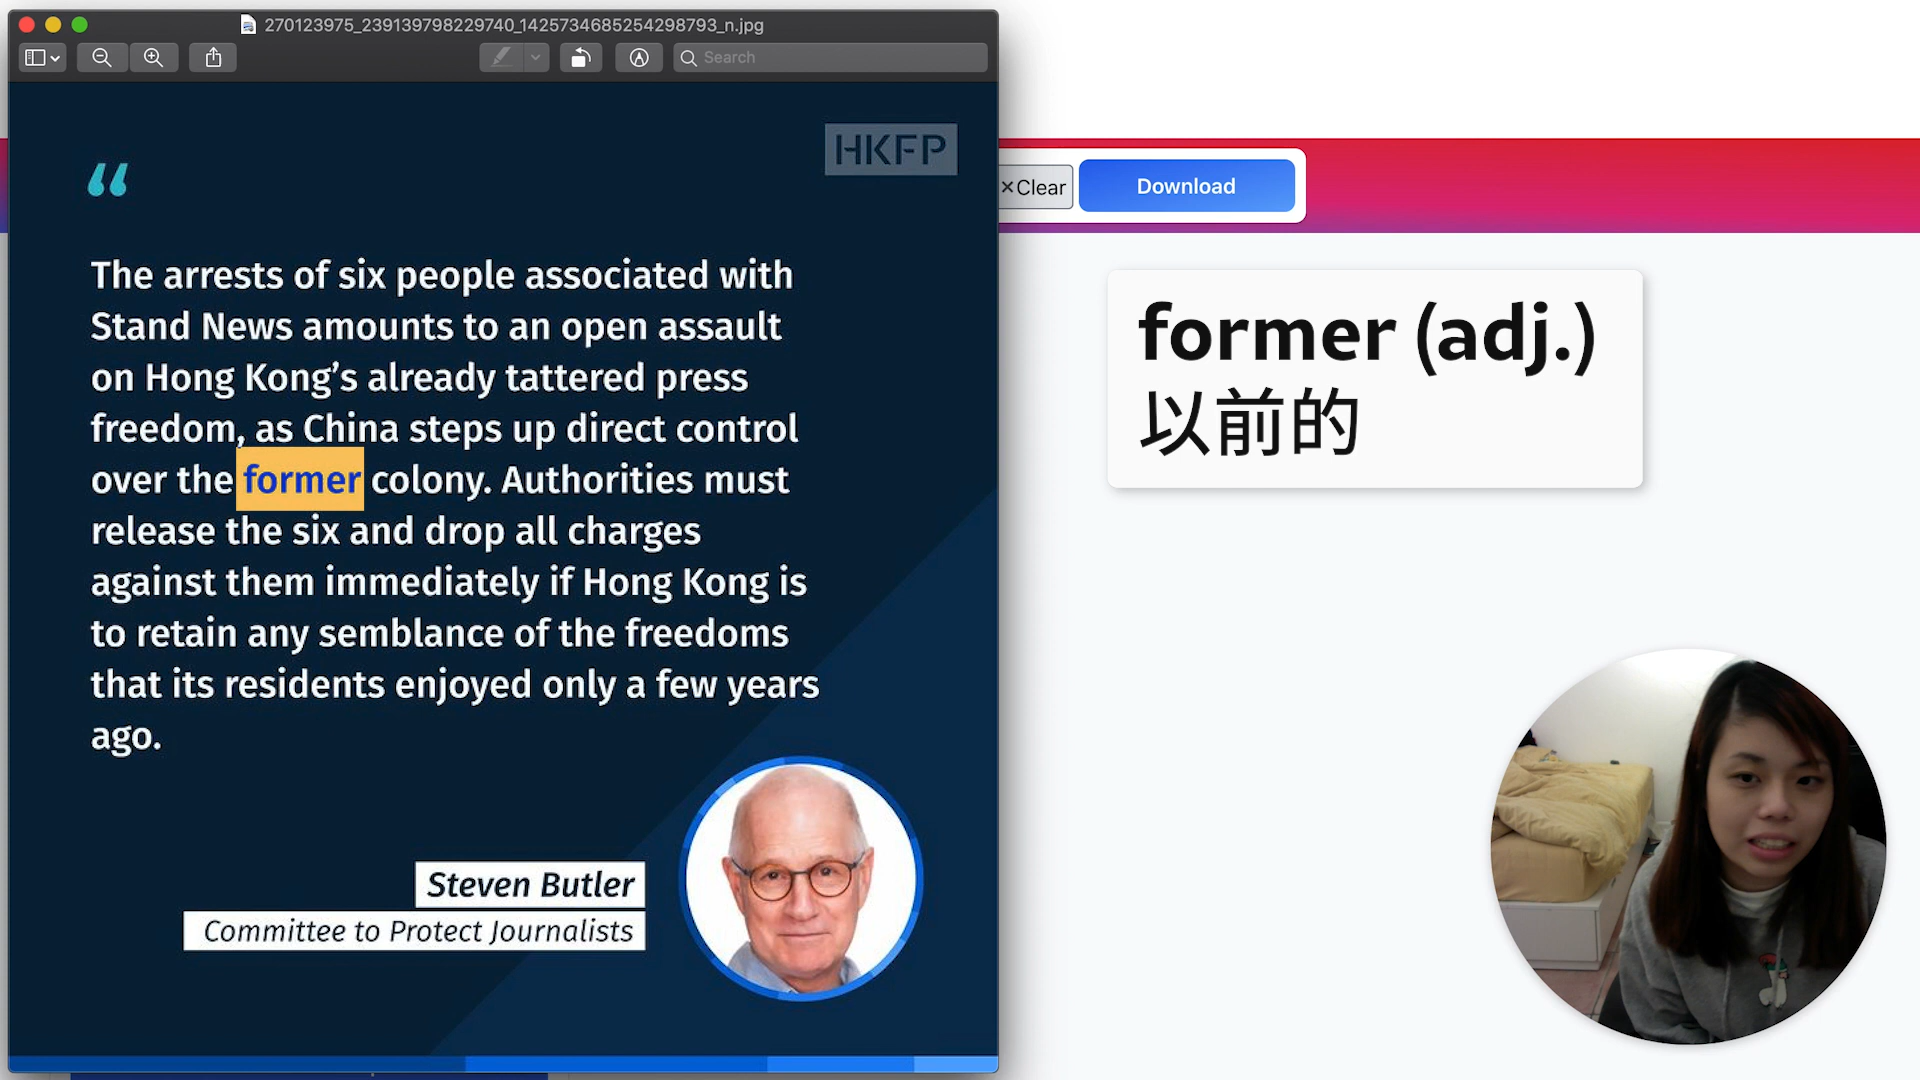 270123975_239139798229740_1425734685254298793_n.jpg
Search
HKFP
“
The arrests of six people associated with
Stand News amounts to an open assault
on Hong Kong’s already tattered press
freedom, as China steps up direct control
over the former colony. Authorities must
release the six and drop all charges
against them immediately if Hong Kong is
to retain any semblance of the freedoms
that its residents enjoyed only a few years
ago.
Steven Butler
Committee to Protect Journalists
×Clear
Download
former (adj.)
以前的